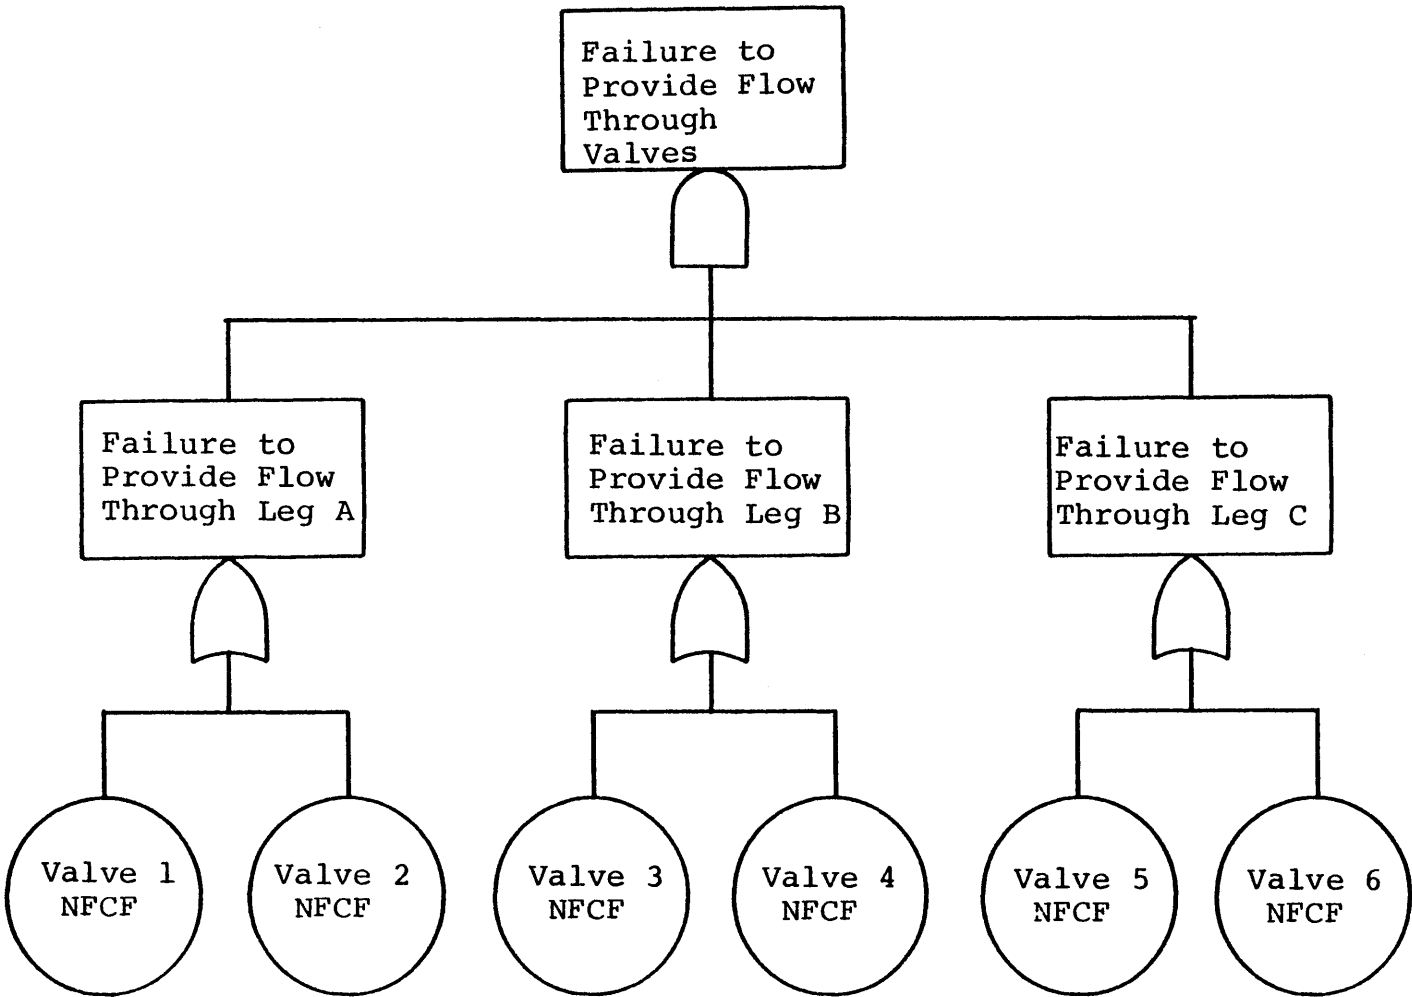 Failure to
Provide Flow
Through
Valves
Failure to
Provide Flow
Through Leg A
Failure to
Provide Flow
Through Leg B
Failure to
Provide Flow
Through Leg C
Valve 1
NFCF
Valve 2
NFCF
Valve 3
NFCF
Valve 4
NFCF
Valve 5
NFCF
Valve 6
NFCF